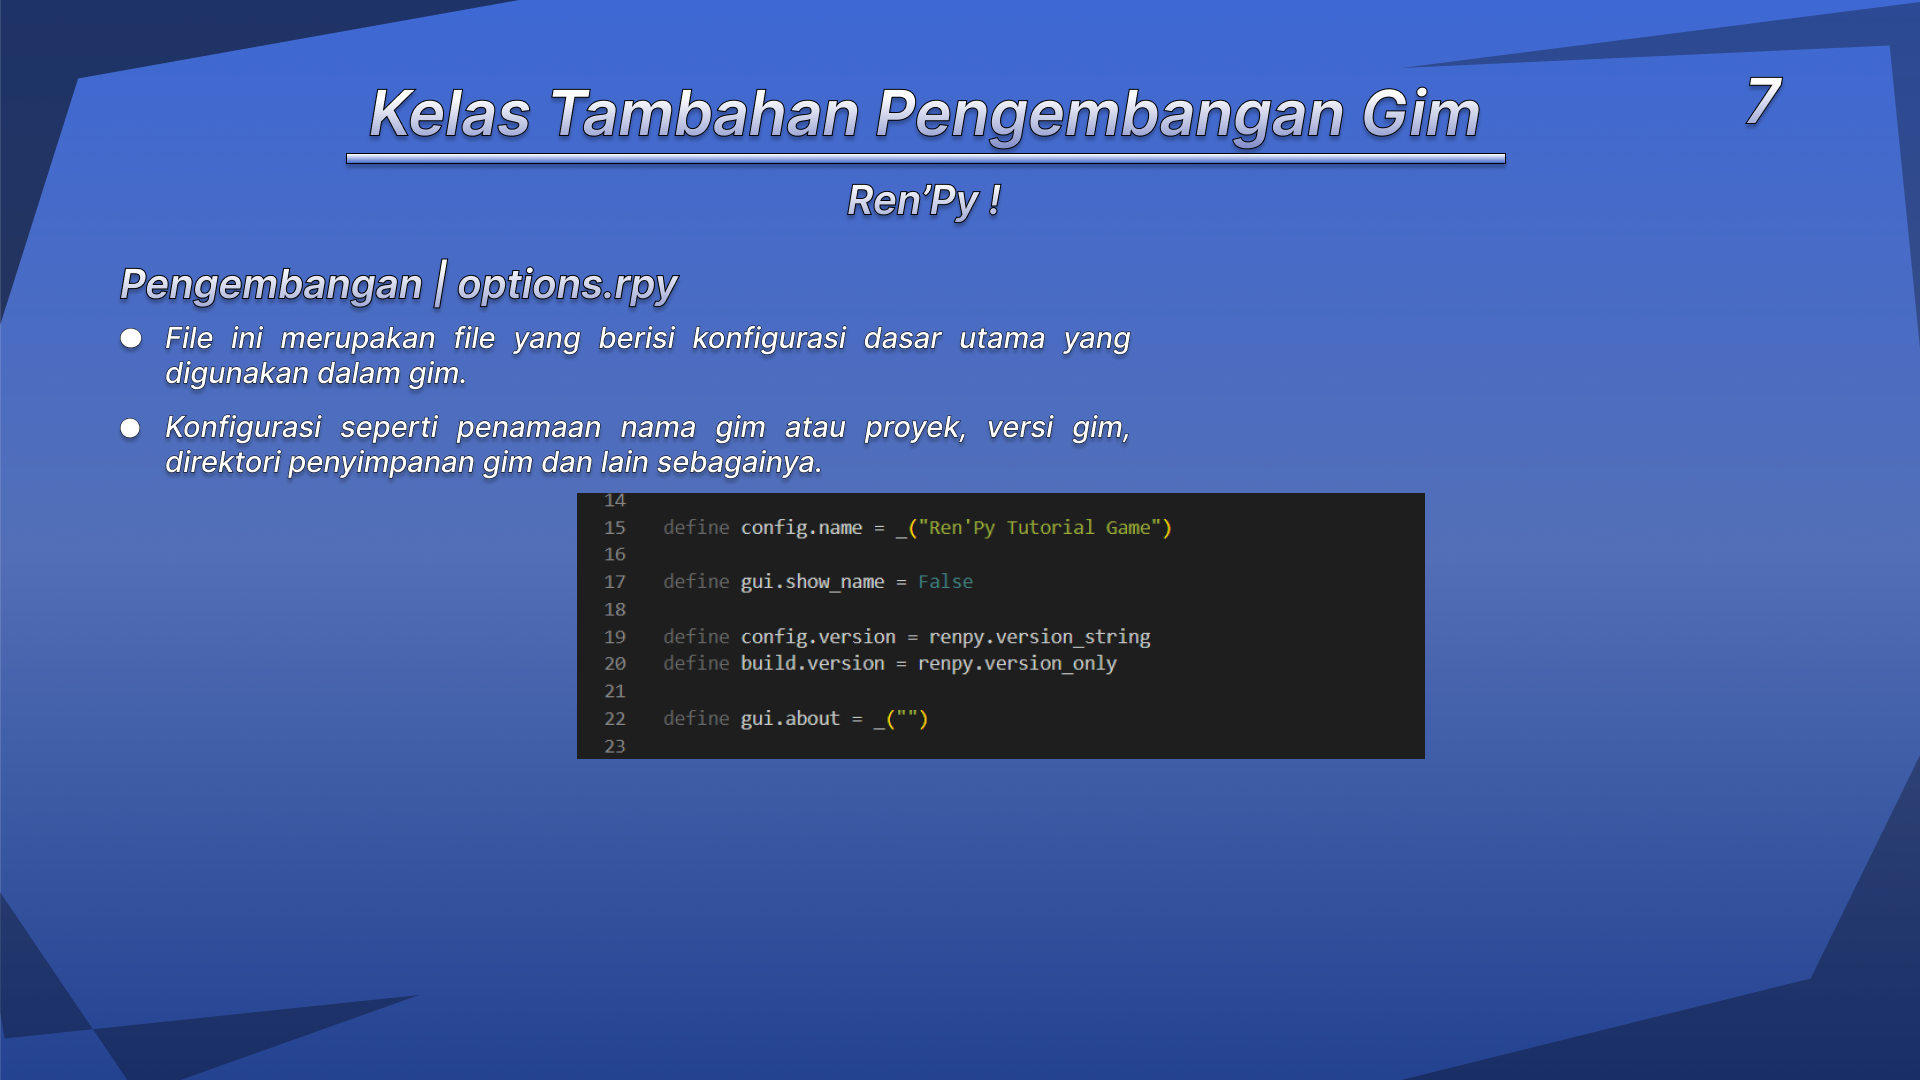 Kelas Tambahan Pengembangan Gim
7
Ren’Py !
Pengembangan | options.rpy
● File ini merupakan file yang berisi konfigurasi dasar utama yang
digunakan dalam gim.
● Konfigurasi seperti penamaan nama gim atau proyek, versi gim,
direktori penyimpanan gim dan lain sebagainya.
14
15 define config.name = _("Ren'Py Tutorial Game")
16
17 define gui.show_name = False
18
19 define config.version = renpy.version_string
20 define build.version = renpy.version_only
21
22 define gui.about = _("")
23